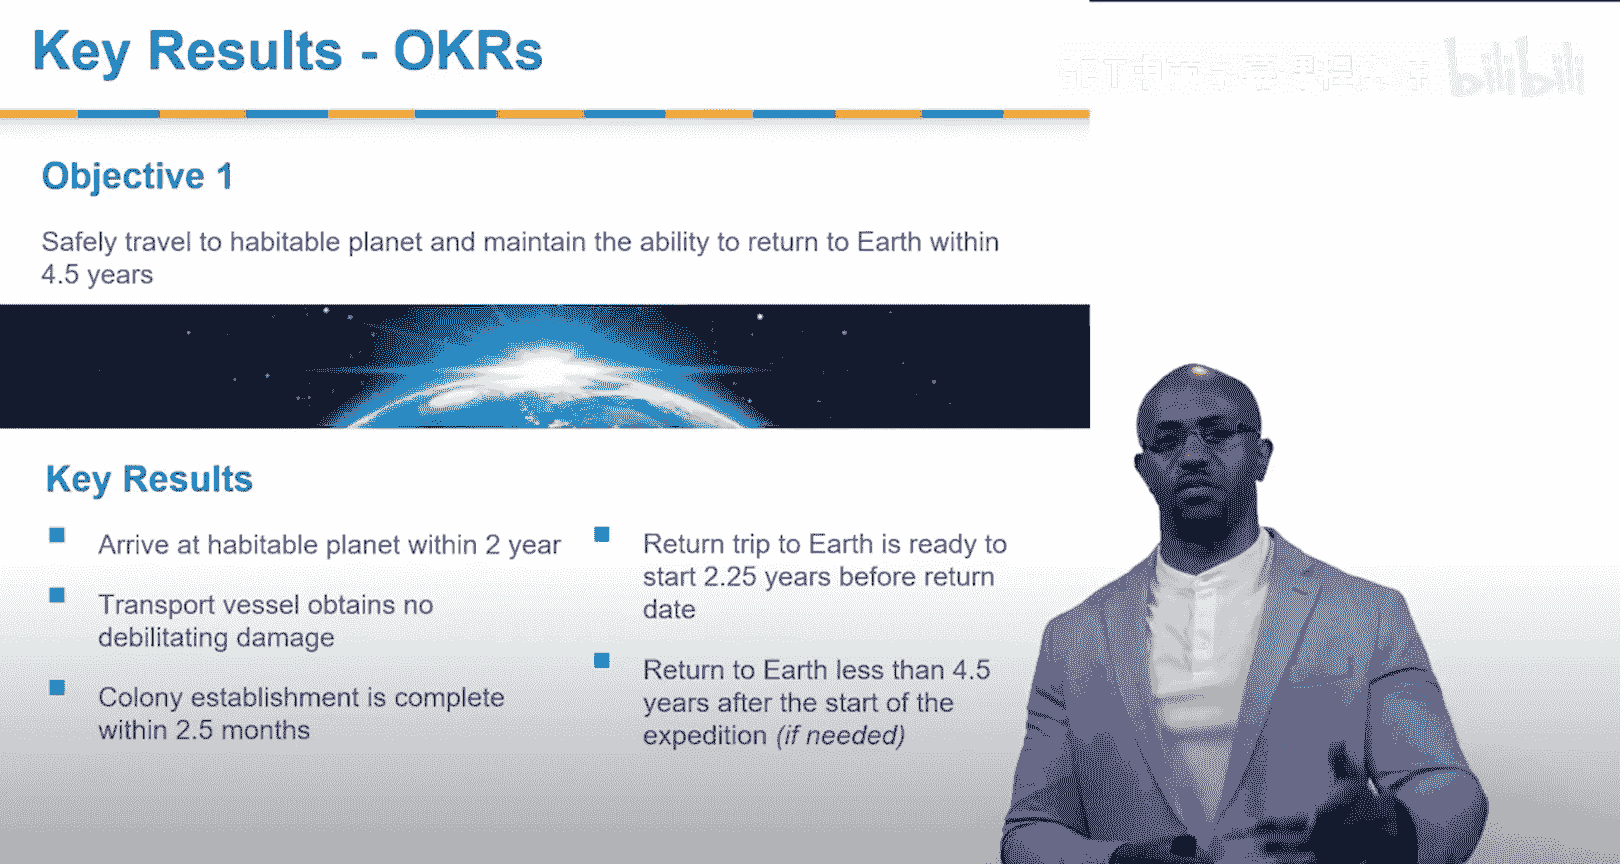 Key Results - OKRs
bilibili
Objective 1
Safely travel to habitable planet and maintain the ability to return to Earth within
4.5 years
Key Results
Arrive at habitable planet within 2 year
Transport vessel obtains no
debilitating damage
Colony establishment is complete
within 2.5 months
Return trip to Earth is ready to
start 2.25 years before return
date
Return to Earth less than 4.5
years after the start of the
expedition (if needed)